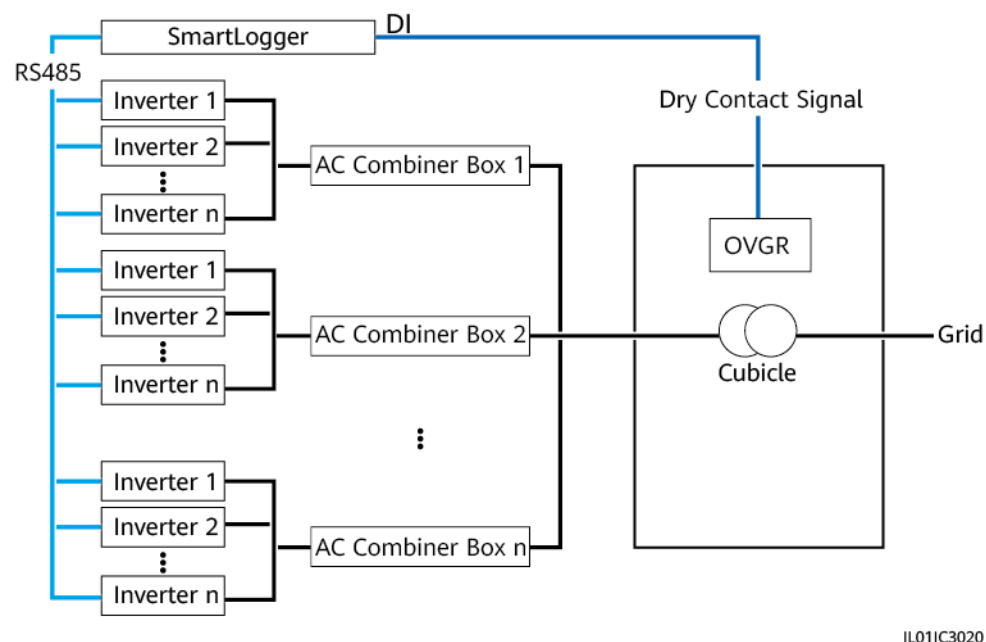 SmartLogger
DI
RS485
Dry Contact Signal
Inverter 1
Inverter 2
Inverter n
AC Combiner Box 1
OVGR
Inverter 1
Inverter 2
Inverter n
AC Combiner Box 2
Grid
Cubicle
Inverter 1
Inverter 2
Inverter n
AC Combiner Box n
IL01IC3020